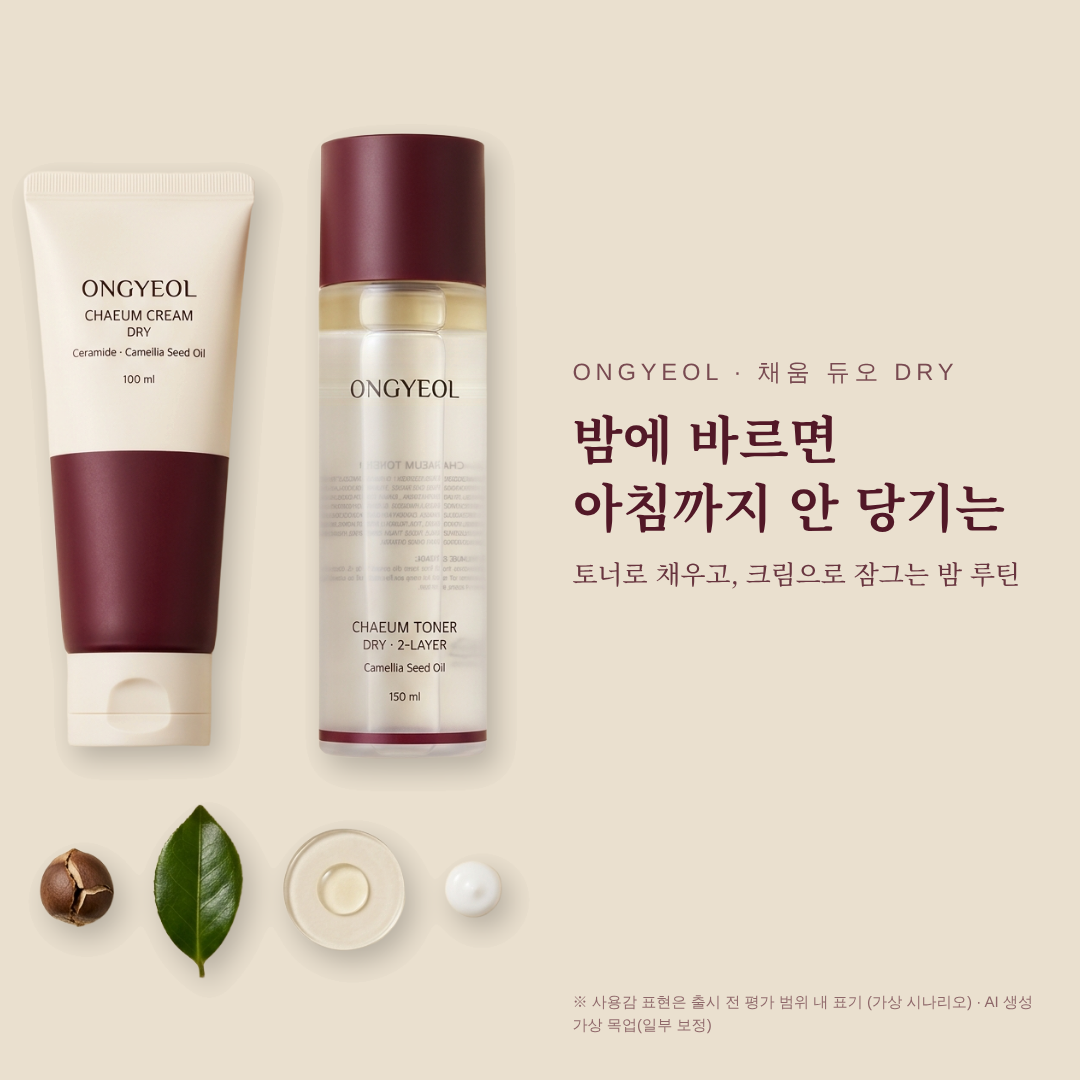 ONGYEOL
CHAEUM CREAM
DRY
Ceramide · Camellia Seed Oil
100 ml
ONGYEOL
CHAEUM TONER
DRY · 2-LAYER
Camellia Seed Oil
150 ml
ONGYEOL · 채움 듀오 DRY
밤에 바르면
아침까지 안 당기는
토너로 채우고, 크림으로 잠그는 밤 루틴
※ 사용감 표현은 출시 전 평가 범위 내 표기 (가상 시나리오) · AI 생성
가상 목업(일부 보정)